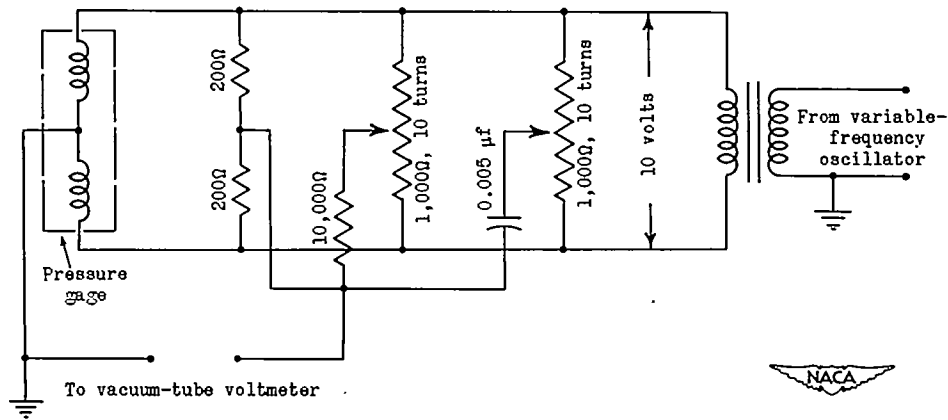 200Ω
200Ω
10,000Ω
1,000Ω, 10 turns
0.005 μf
1,000Ω, 10 turns
10 volts
From variable-
frequency
oscillator
Pressure
gage
To vacuum-tube voltmeter
NACA